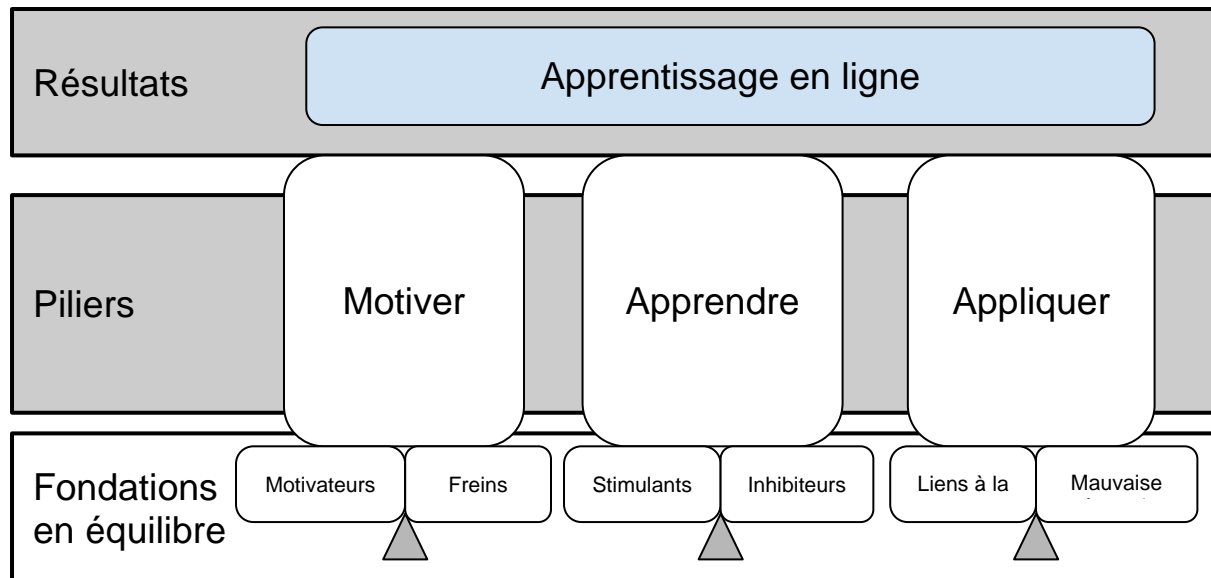 Résultats
Apprentissage en ligne
Piliers
Motiver
Apprendre
Appliquer
Fondations
en équilibre
Motivateurs
Freins
Stimulants
Inhibiteurs
Liens à la
Mauvaise